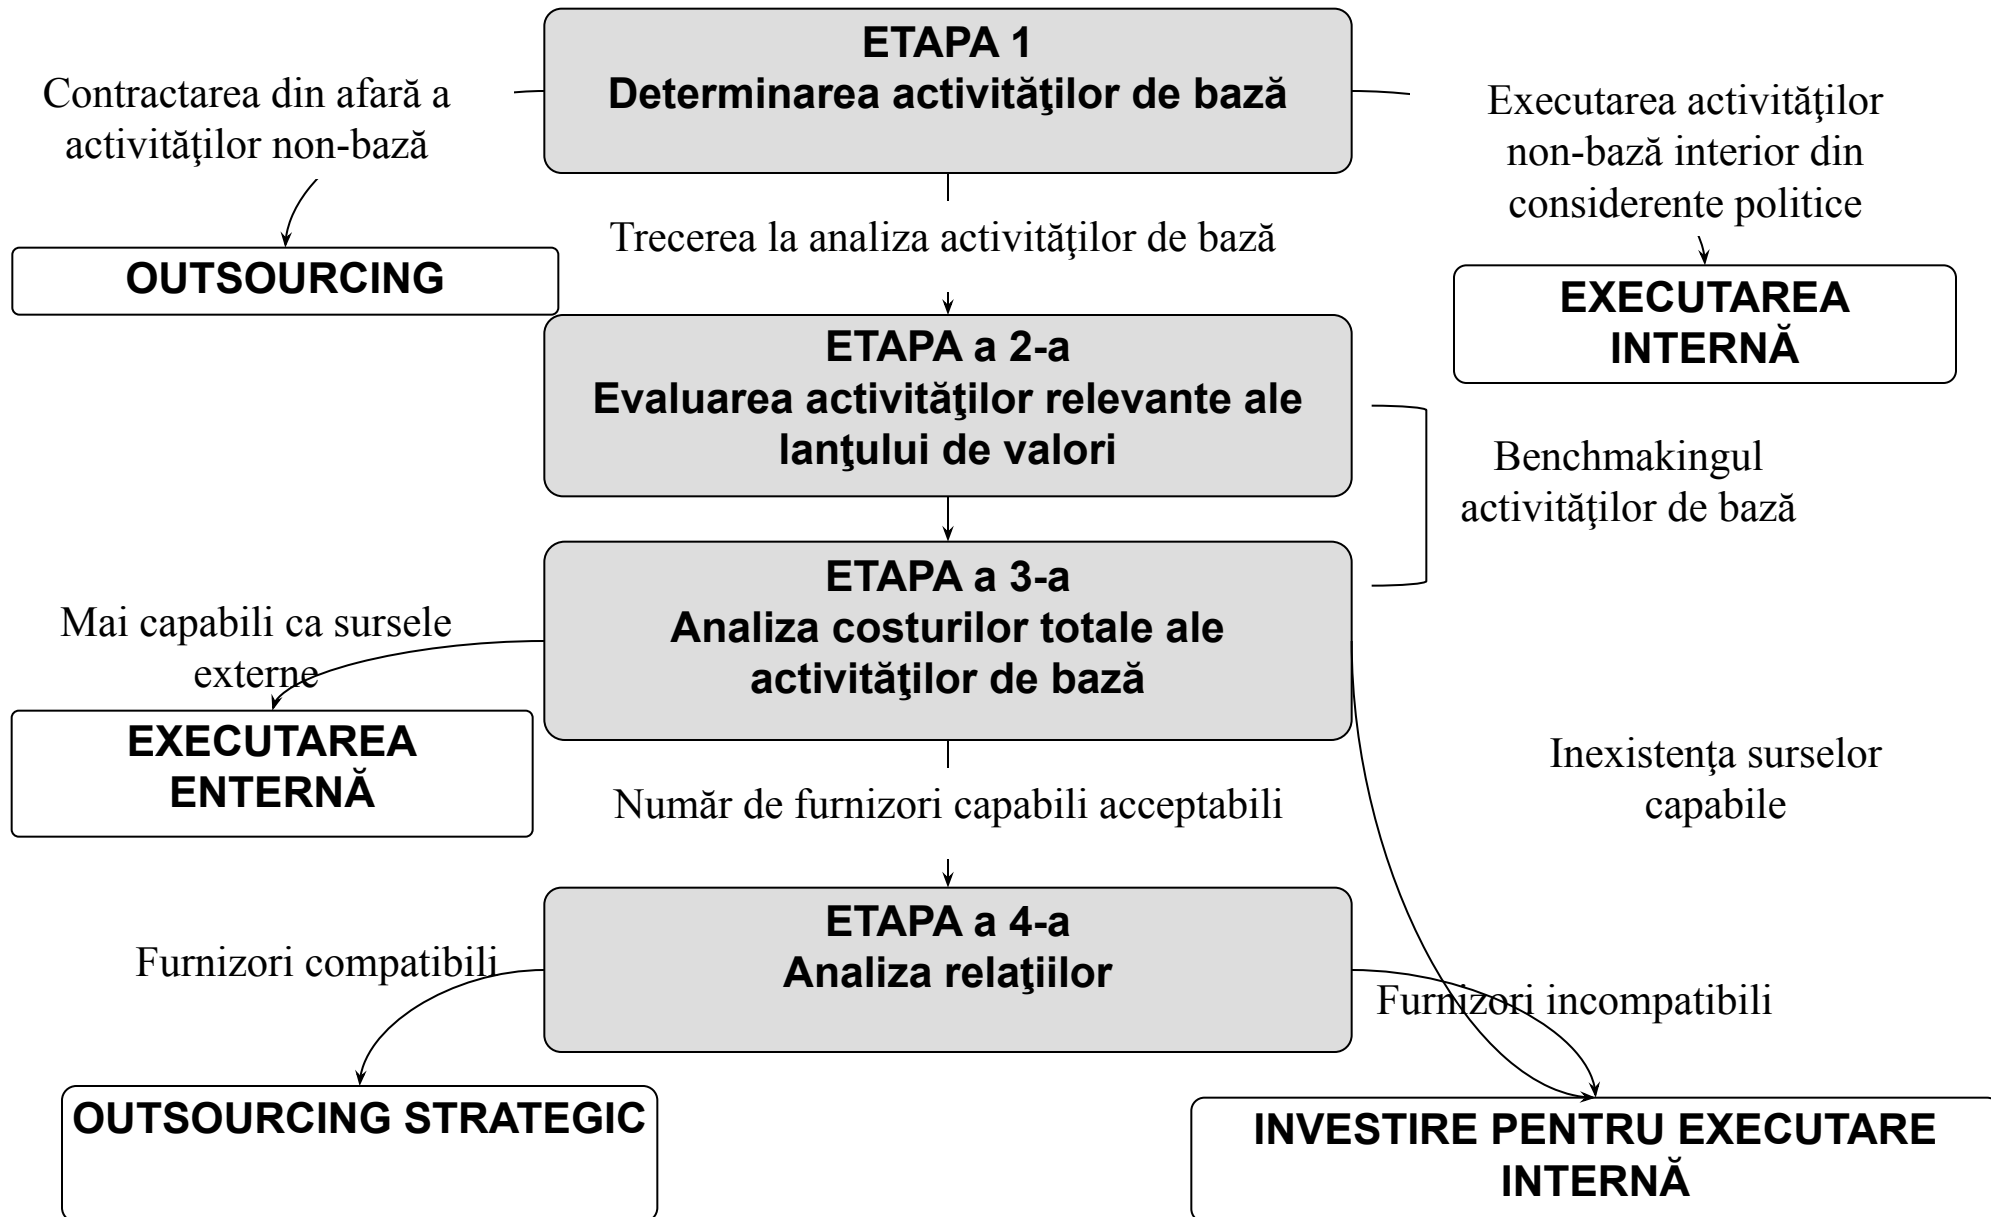 ETAPA 1
Determinarea activităţilor de bază
Contractarea din afară a
activităţilor non-bază
Executarea activităţilor
non-bază interior din
considerente politice
Trecerea la analiza activităţilor de bază
OUTSOURCING
EXECUTAREA
INTERNĂ
ETAPA a 2-a
Evaluarea activităţilor relevante ale
lanţului de valori
Benchmakingul
activităţilor de bază
ETAPA a 3-a
Analiza costurilor totale ale
activităţilor de bază
Mai capabili ca sursele
externe
EXECUTAREA
ENTERNĂ
Inexistenţa surselor
capabile
Număr de furnizori capabili acceptabili
ETAPA a 4-a
Analiza relaţiilor
Furnizori compatibili
Furnizori incompatibili
OUTSOURCING STRATEGIC
INVESTIRE PENTRU EXECUTARE
INTERNĂ